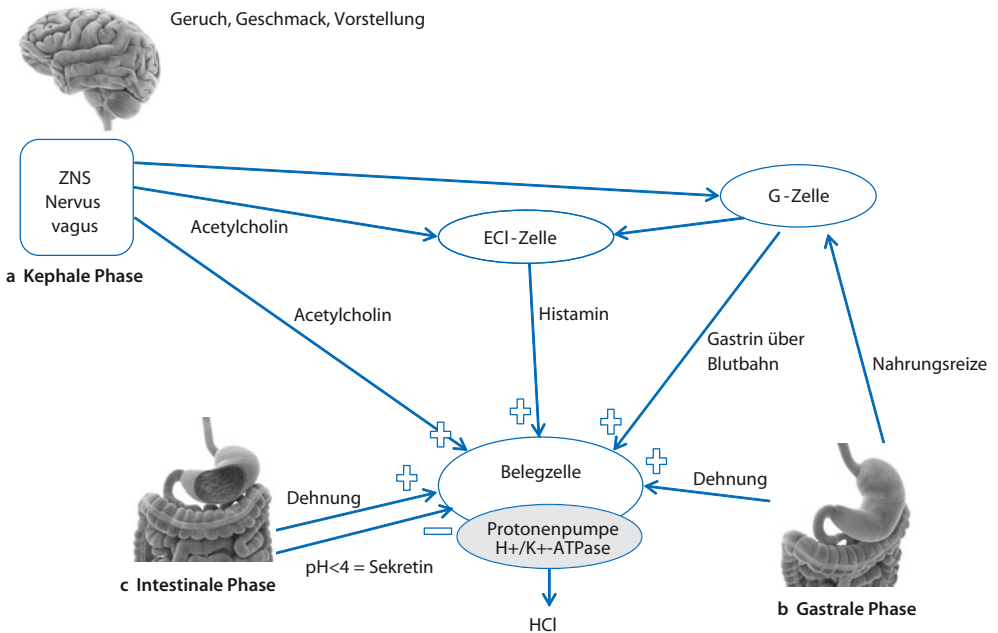 Geruch, Geschmack, Vorstellung
ZNS
Nervus
vagus
a Kephale Phase
G-Zelle
Acetylcholin
ECl-Zelle
Acetylcholin
Histamin
Gastrin über
Blutbahn
Nahrungsreize
Belegzelle
Dehnung
Dehnung
Protonenpumpe
H+/K+-ATPase
pH<4 = Sekretin
c Intestinale Phase
b Gastrale Phase
HCl